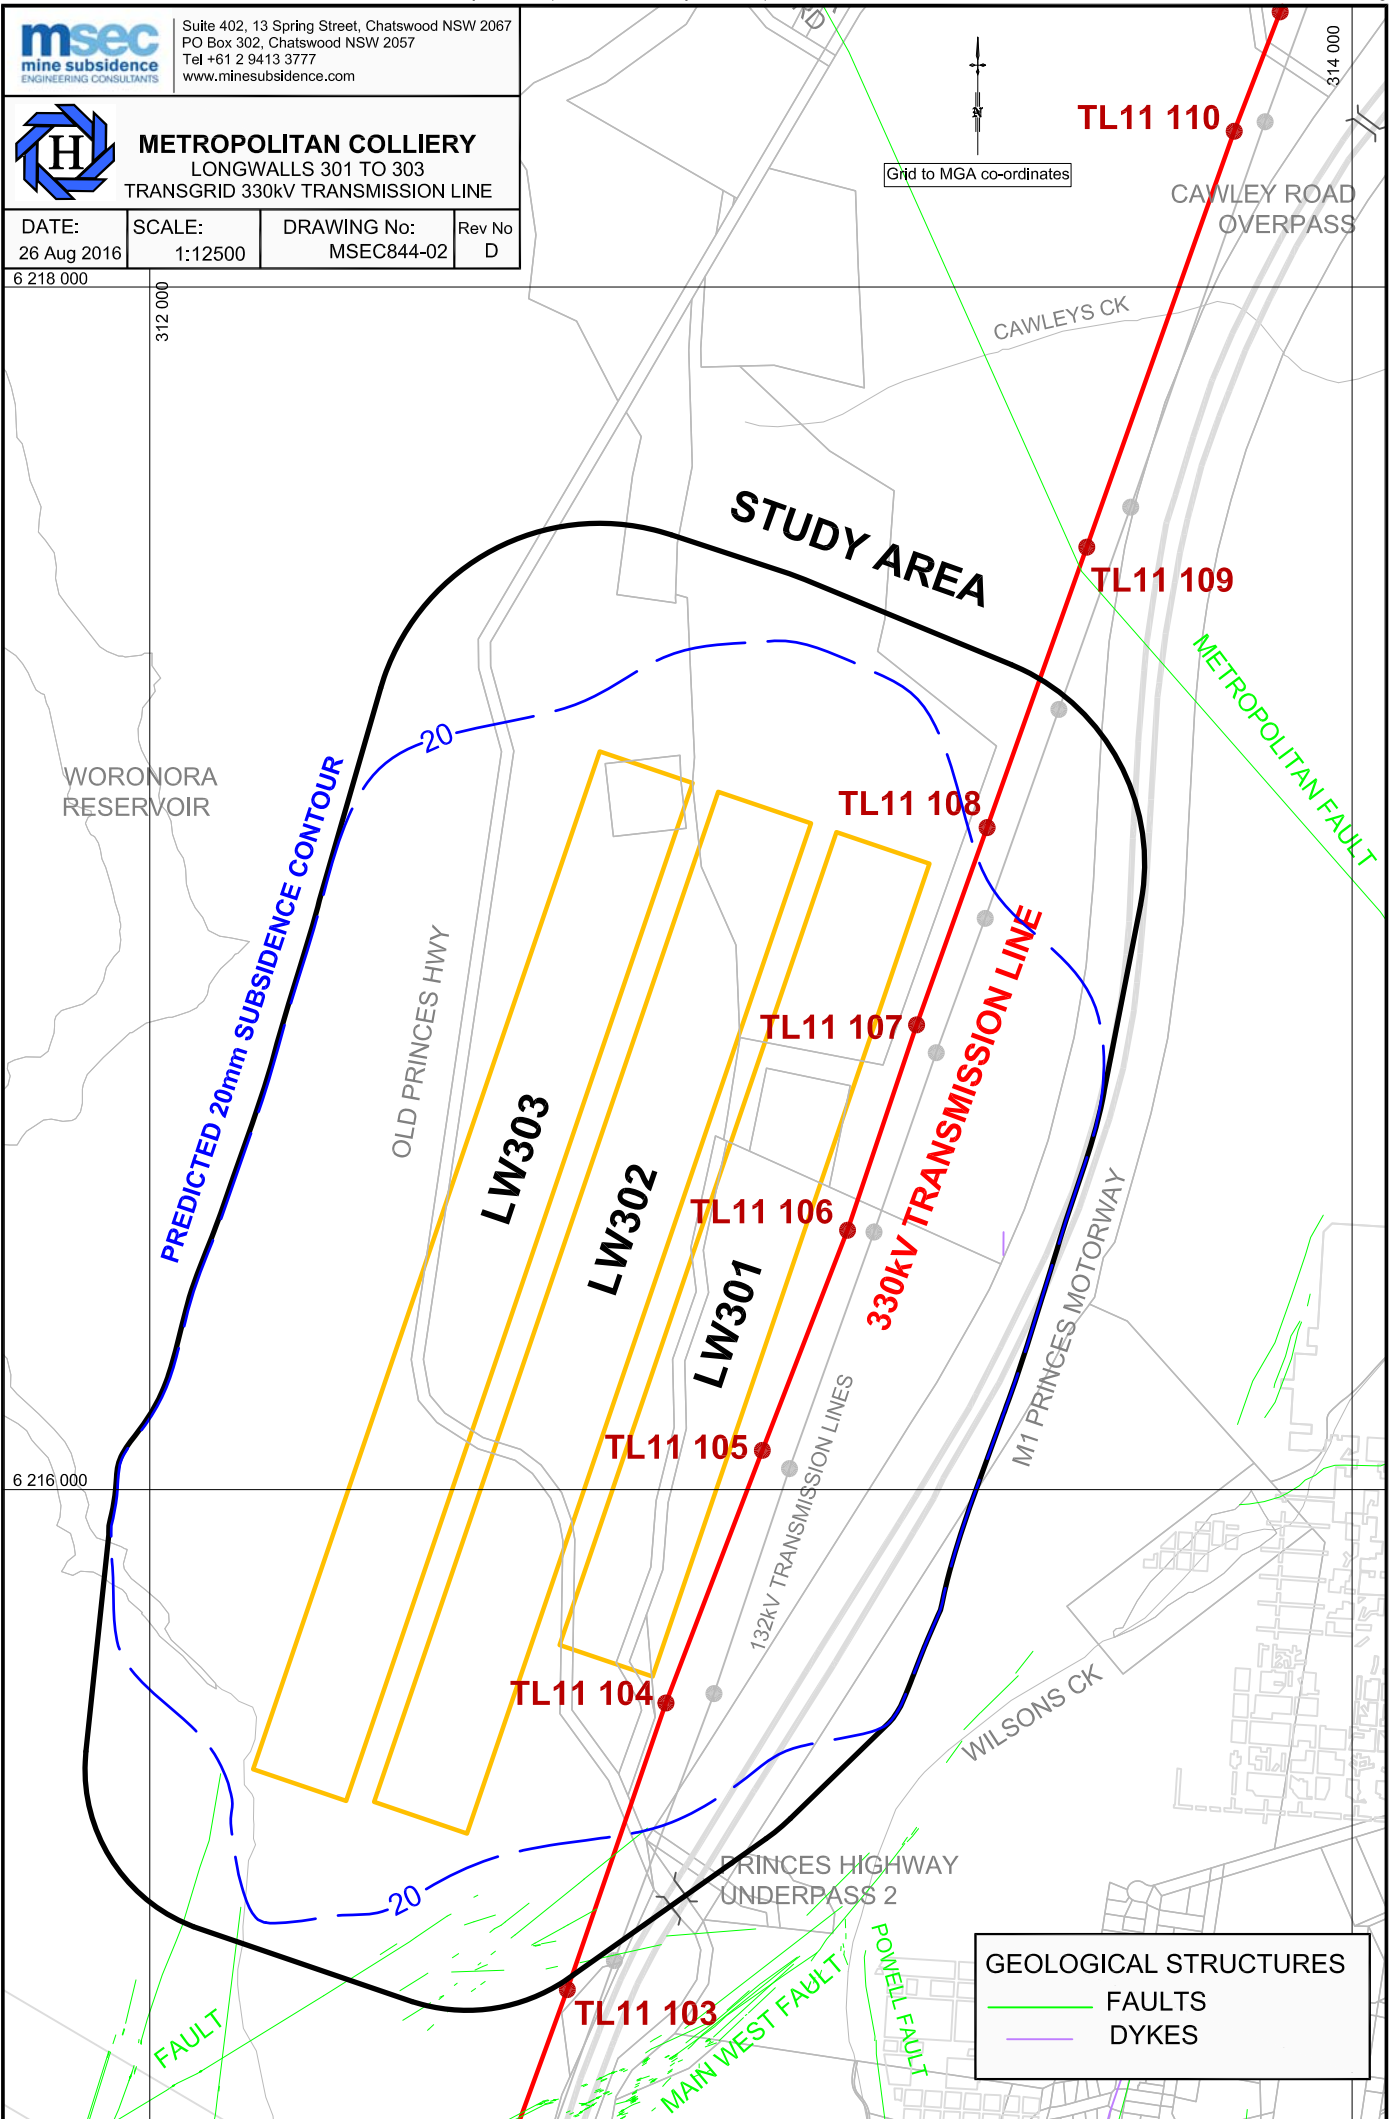 msec
mine subsidence
ENGINEERING CONSULTANTS
Suite 402, 13 Spring Street, Chatswood NSW 2067
PO Box 302, Chatswood NSW 2057
Tel +61 2 9413 3777
www.minesubsidence.com
H
METROPOLITAN COLLIERY
LONGWALLS 301 TO 303
TRANSGRID 330kV TRANSMISSION LINE
DATE:
26 Aug 2016
SCALE:
1:12500
DRAWING No:
MSEC844-02
Rev No
D
RD
N
Grid to MGA co-ordinates
314 000
TL11 110
CAWLEY ROAD
OVERPASS
6 218 000
312 000
CAWLEYS CK
STUDY AREA
TL11 109
METROPOLITAN FAULT
20
WORONORA
RESERVOIR
PREDICTED 20mm SUBSIDENCE CONTOUR
TL11 108
OLD PRINCES HWY
330kV TRANSMISSION LINE
TL11 107
LW303
LW302
LW301
TL11 106
M1 PRINCES MOTORWAY
132kV TRANSMISSION LINES
TL11 105
6 216 000
TL11 104
WILSONS CK
PRINCES HIGHWAY
UNDERPASS 2
20
POWELL FAULT
MAIN WEST FAULT
FAULT
TL11 103
GEOLOGICAL STRUCTURES
FAULTS
DYKES